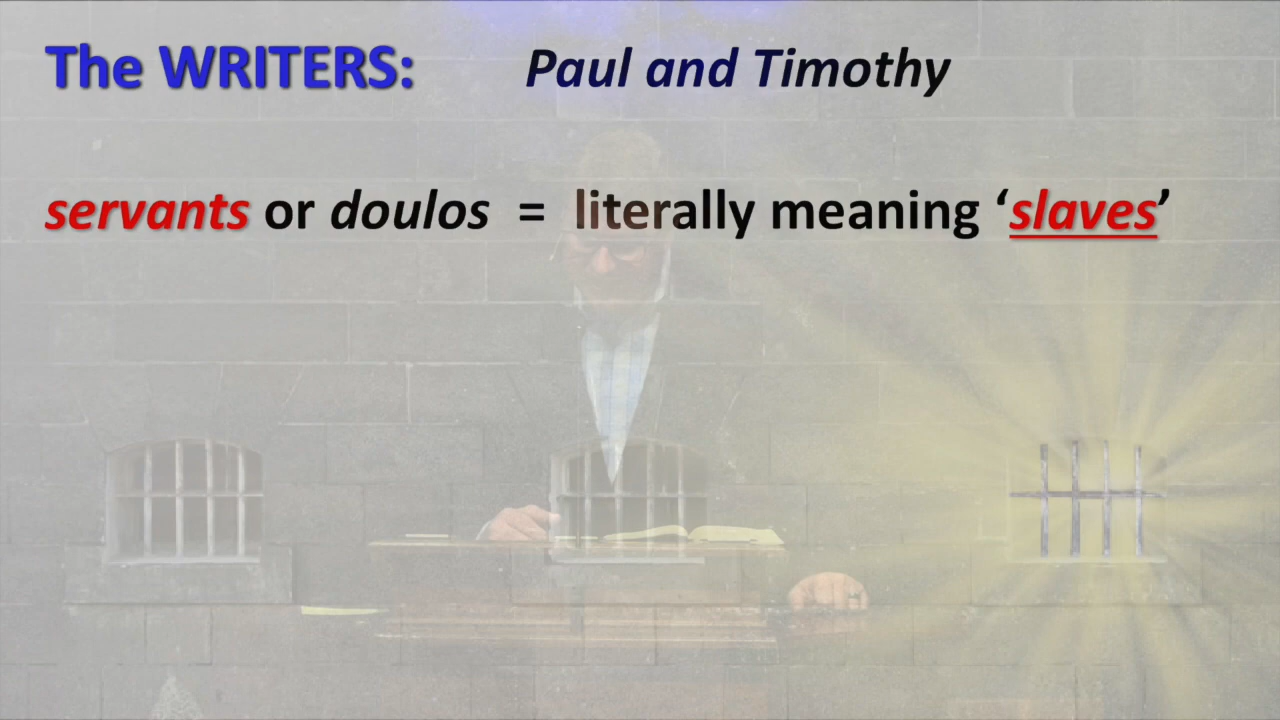 The WRITERS: Paul and Timothy
servants or doulos = literally meaning ‘slaves’